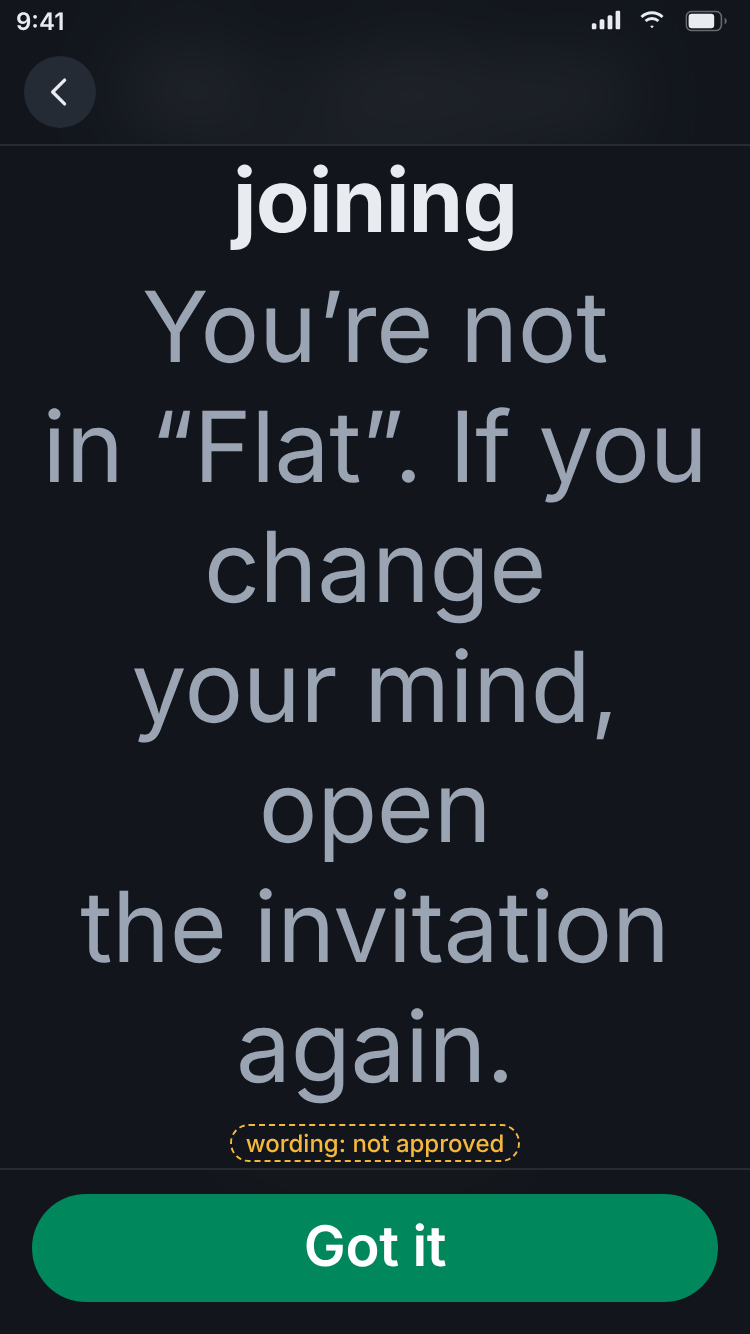 9:41
joining
You’re not
in “Flat”. If you
change
your mind,
open
the invitation
again.
wording: not approved
Got it